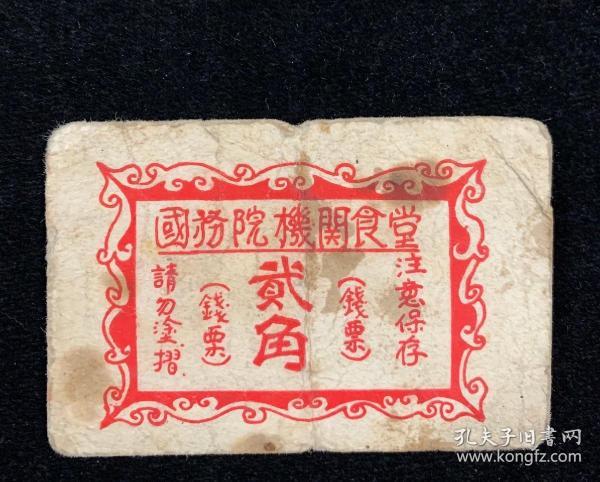 國務院機関食堂
注意保存
(錢票)
貳角
(錢票)
請勿塗摺
孔夫子旧書网
www.kongfz.com